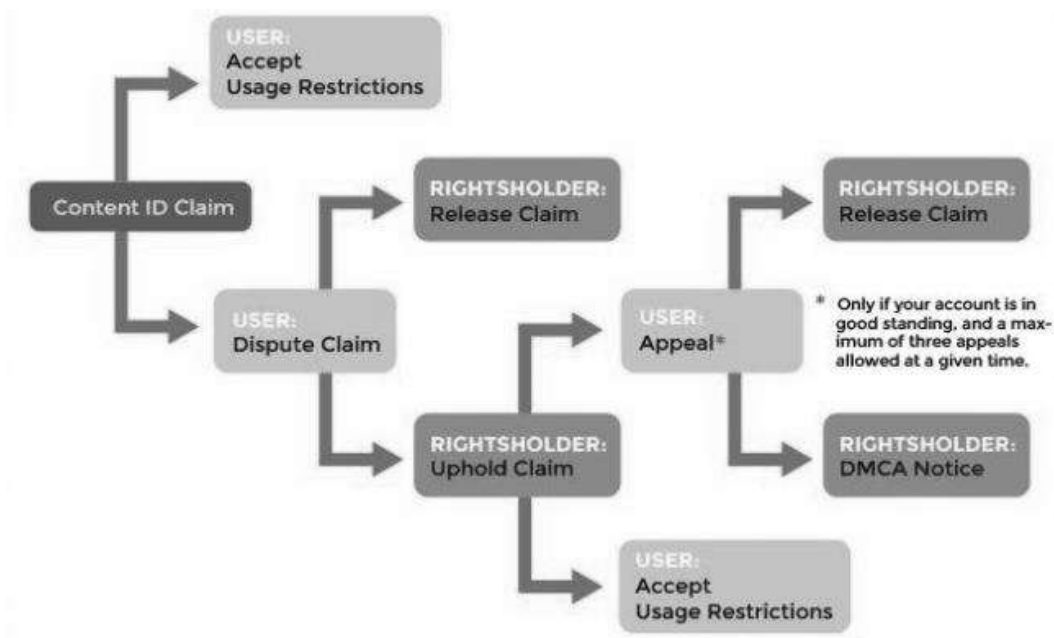 USER:
Accept
Usage Restrictions
Content ID Claim
RIGHTSHOLDER:
Release Claim
RIGHTSHOLDER:
Release Claim
USER:
Dispute Claim
USER:
Appeal*
* Only if your account is in
good standing, and a max-
imum of three appeals
allowed at a given time.
RIGHTSHOLDER:
Uphold Claim
RIGHTSHOLDER:
DMCA Notice
USER:
Accept
Usage Restrictions